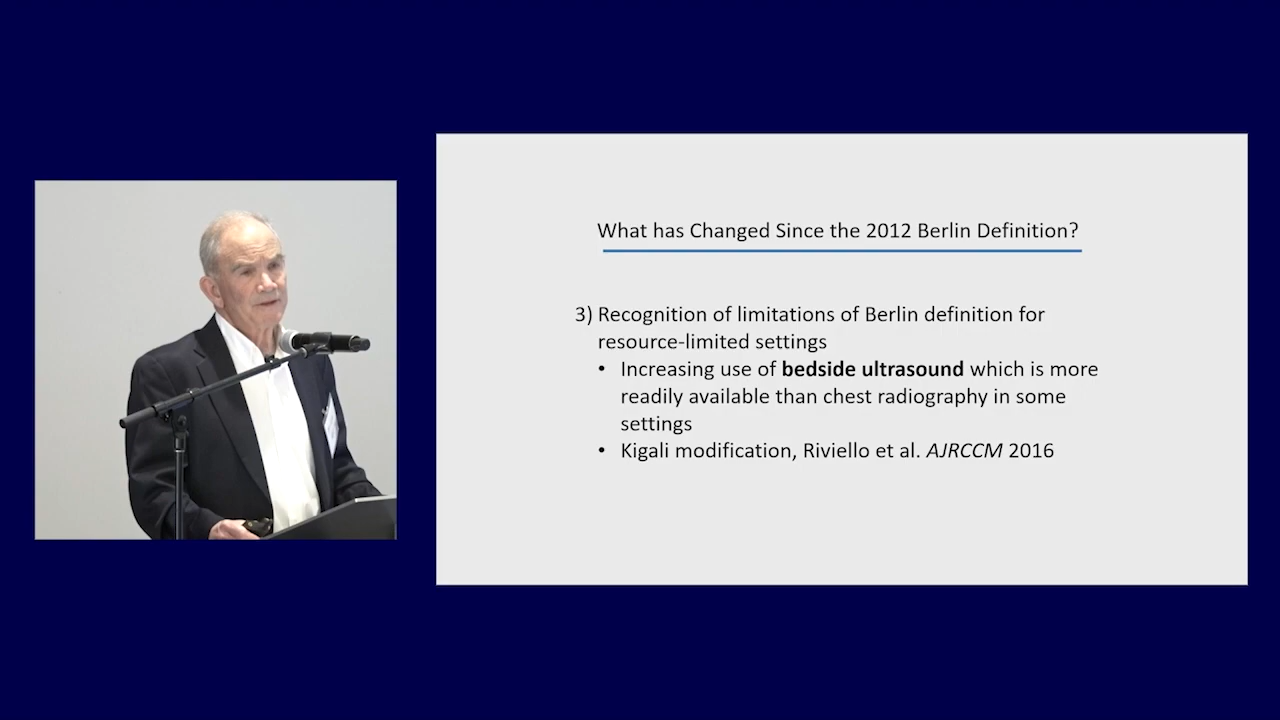 What has Changed Since the 2012 Berlin Definition?
3) Recognition of limitations of Berlin definition for
resource-limited settings
• Increasing use of bedside ultrasound which is more
readily available than chest radiography in some
settings
• Kigali modification, Riviello et al. AJRCCM 2016